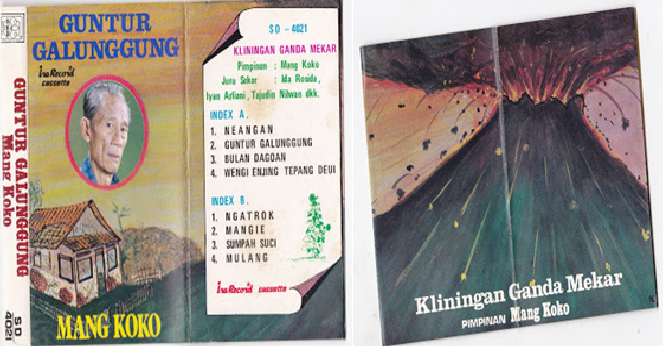 GUNTUR GALUNGGUNG
Mang Koko
SD
4021
GUNTUR
GALUNGGUNG
Ira Record
cassette
MANG KOKO
SD - 4021
KLININGAN GANDA MEKAR
Pimpinan : Mang Koko
Juru Sekar : Ida Rosida,
Iyan Arliani, Tajudin Nirwan dkk.
INDEX A.
1. NEANGAN
2. GUNTUR GALUNGGUNG
3. BULAN DAGOAN
4. WENGI ENJING TEPANG DEUI
INDEX B.
1. NGATROK
2. MANGIE
3. SUMPAH SUCI
4. MULANG
Ira Record cassette
Kliningan Ganda Mekar
PIMPINAN Mang Koko